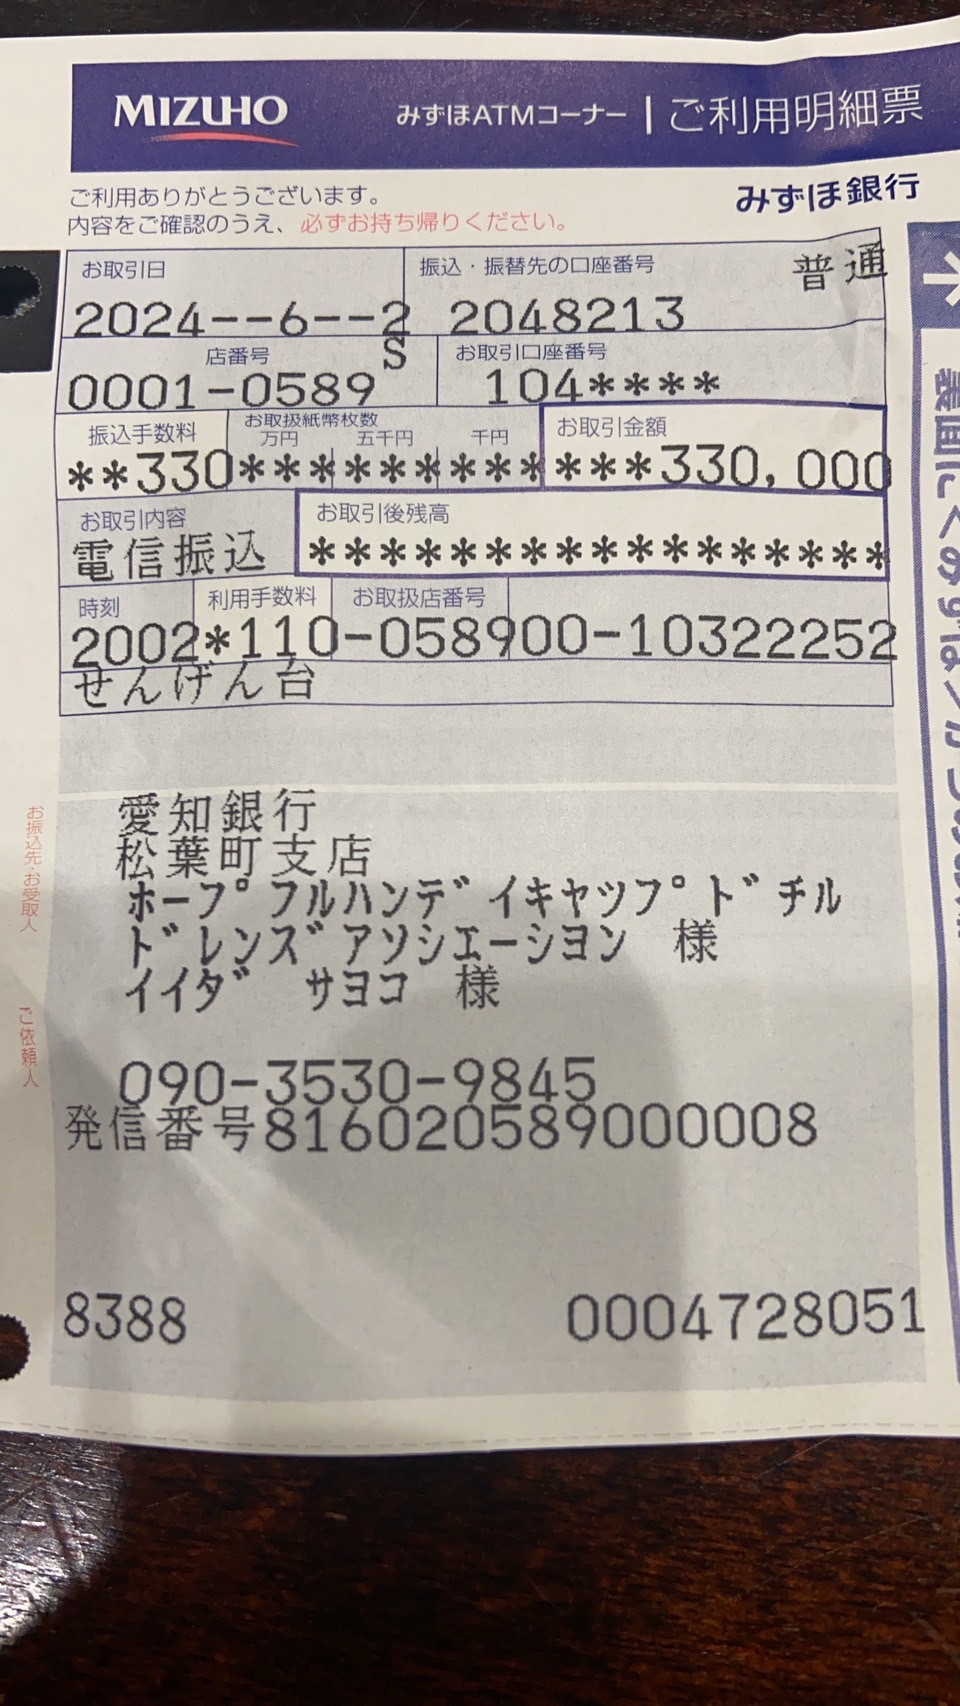 MIZUHO みずほATMコーナー | ご利用明細票
ご利用ありがとうございます。
内容をご確認のうえ、必ずお持ち帰りください。
みずほ銀行
お取引日 振込・振替先の口座番号 普通
2024--6--2 2048213
店番号 S お取引口座番号
0001-0589 104****
振込手数料 お取扱紙幣枚数 お取引金額
万円 五千円 千円
**330********* ***330,000
お取引内容 お取引後残高
電信振込 *****************
時刻 利用手数料 お取扱店番号
2002*110-058900-10322252
せんげん台
お振込先・お受取人
愛知銀行
松葉町支店
ホープフルハンデイキヤツプドチル
ドレンズアソシエーシヨン 様
ご依頼人
イイダ サヨコ 様
090-3530-9845
発信番号816020589000008
8388 0004728051